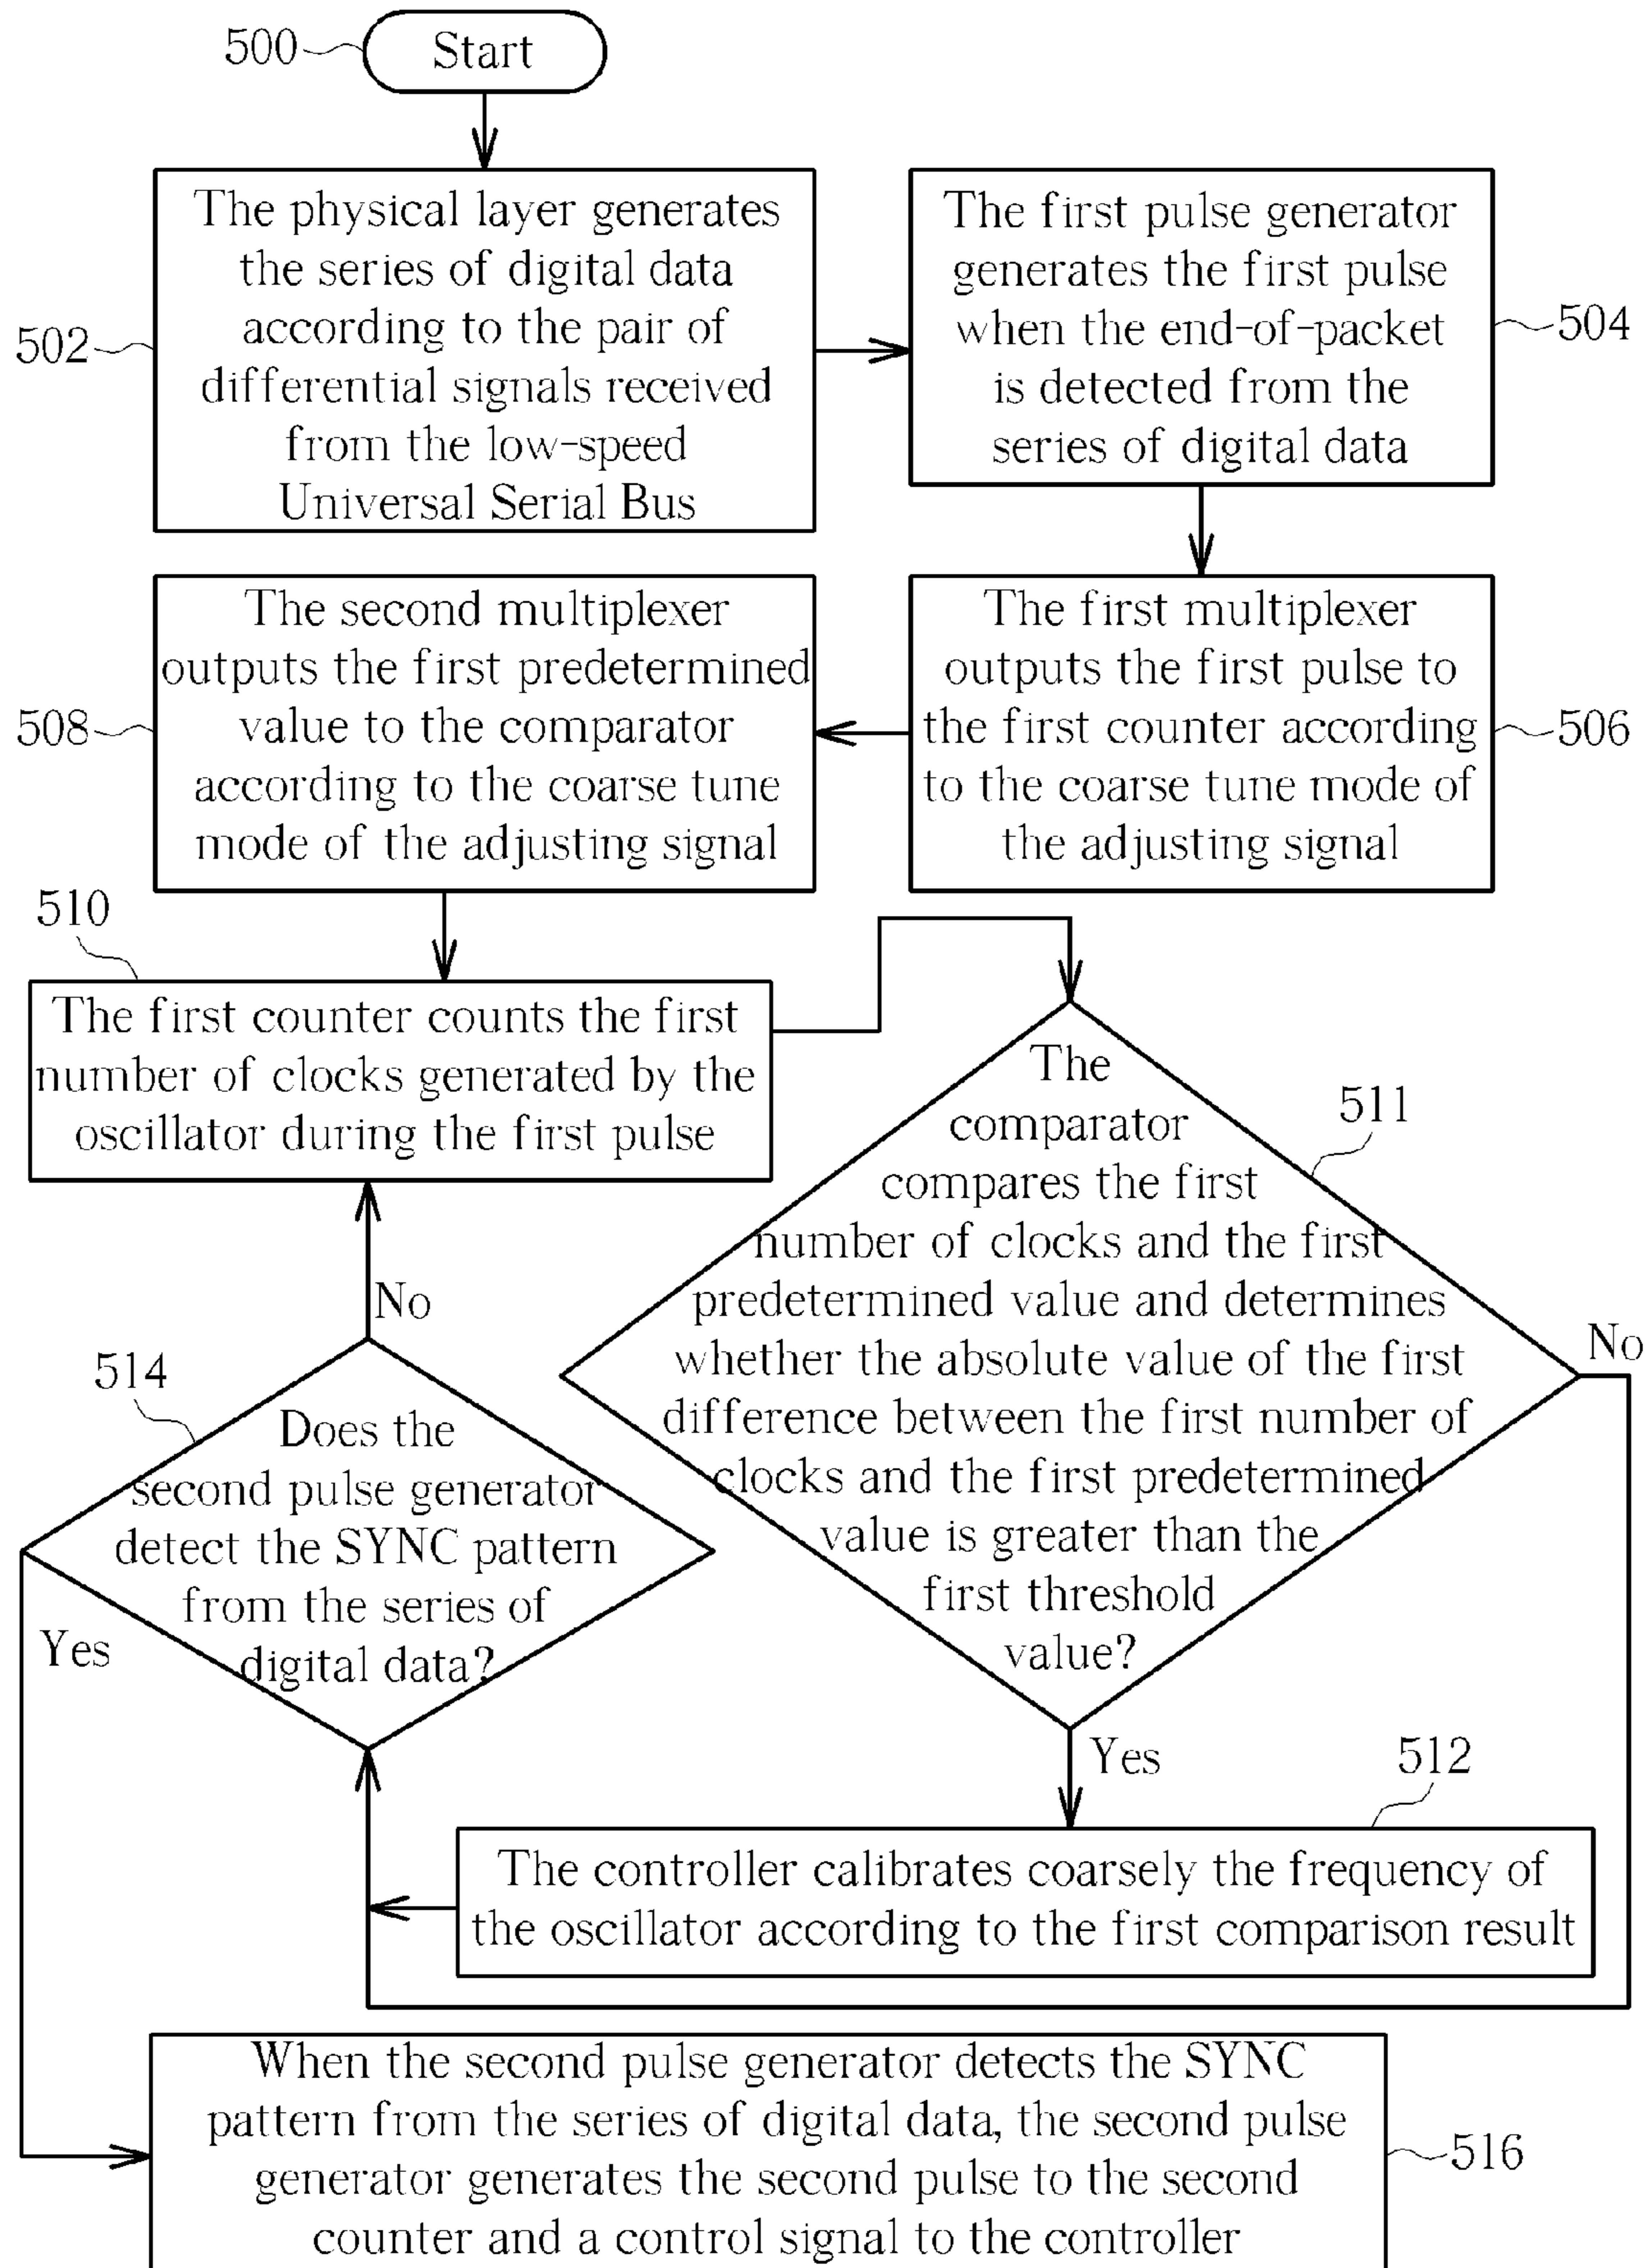 500
Start
The physical layer generates
the series of digital data
according to the pair of
differential signals received
from the low-speed
Universal Serial Bus
502
The first pulse generator
generates the first pulse
when the end-of-packet
is detected from the
series of digital data
504
The first multiplexer
outputs the first pulse to
the first counter according
to the coarse tune mode of
the adjusting signal
506
The second multiplexer
outputs the first predetermined
value to the comparator
according to the coarse tune
mode of the adjusting signal
508
510
The first counter counts the first
number of clocks generated by the
oscillator during the first pulse
The
comparator
compares the first
number of clocks and the first
predetermined value and determines
whether the absolute value of the first
difference between the first number of
clocks and the first predetermined
value is greater than the
first threshold
value?
511
No
Yes
512
The controller calibrates coarsely the frequency of
the oscillator according to the first comparison result
No
514
Does the
second pulse generator
detect the SYNC pattern
from the series of
digital data?
Yes
When the second pulse generator detects the SYNC
pattern from the series of digital data, the second pulse
generator generates the second pulse to the second
counter and a control signal to the controller
516